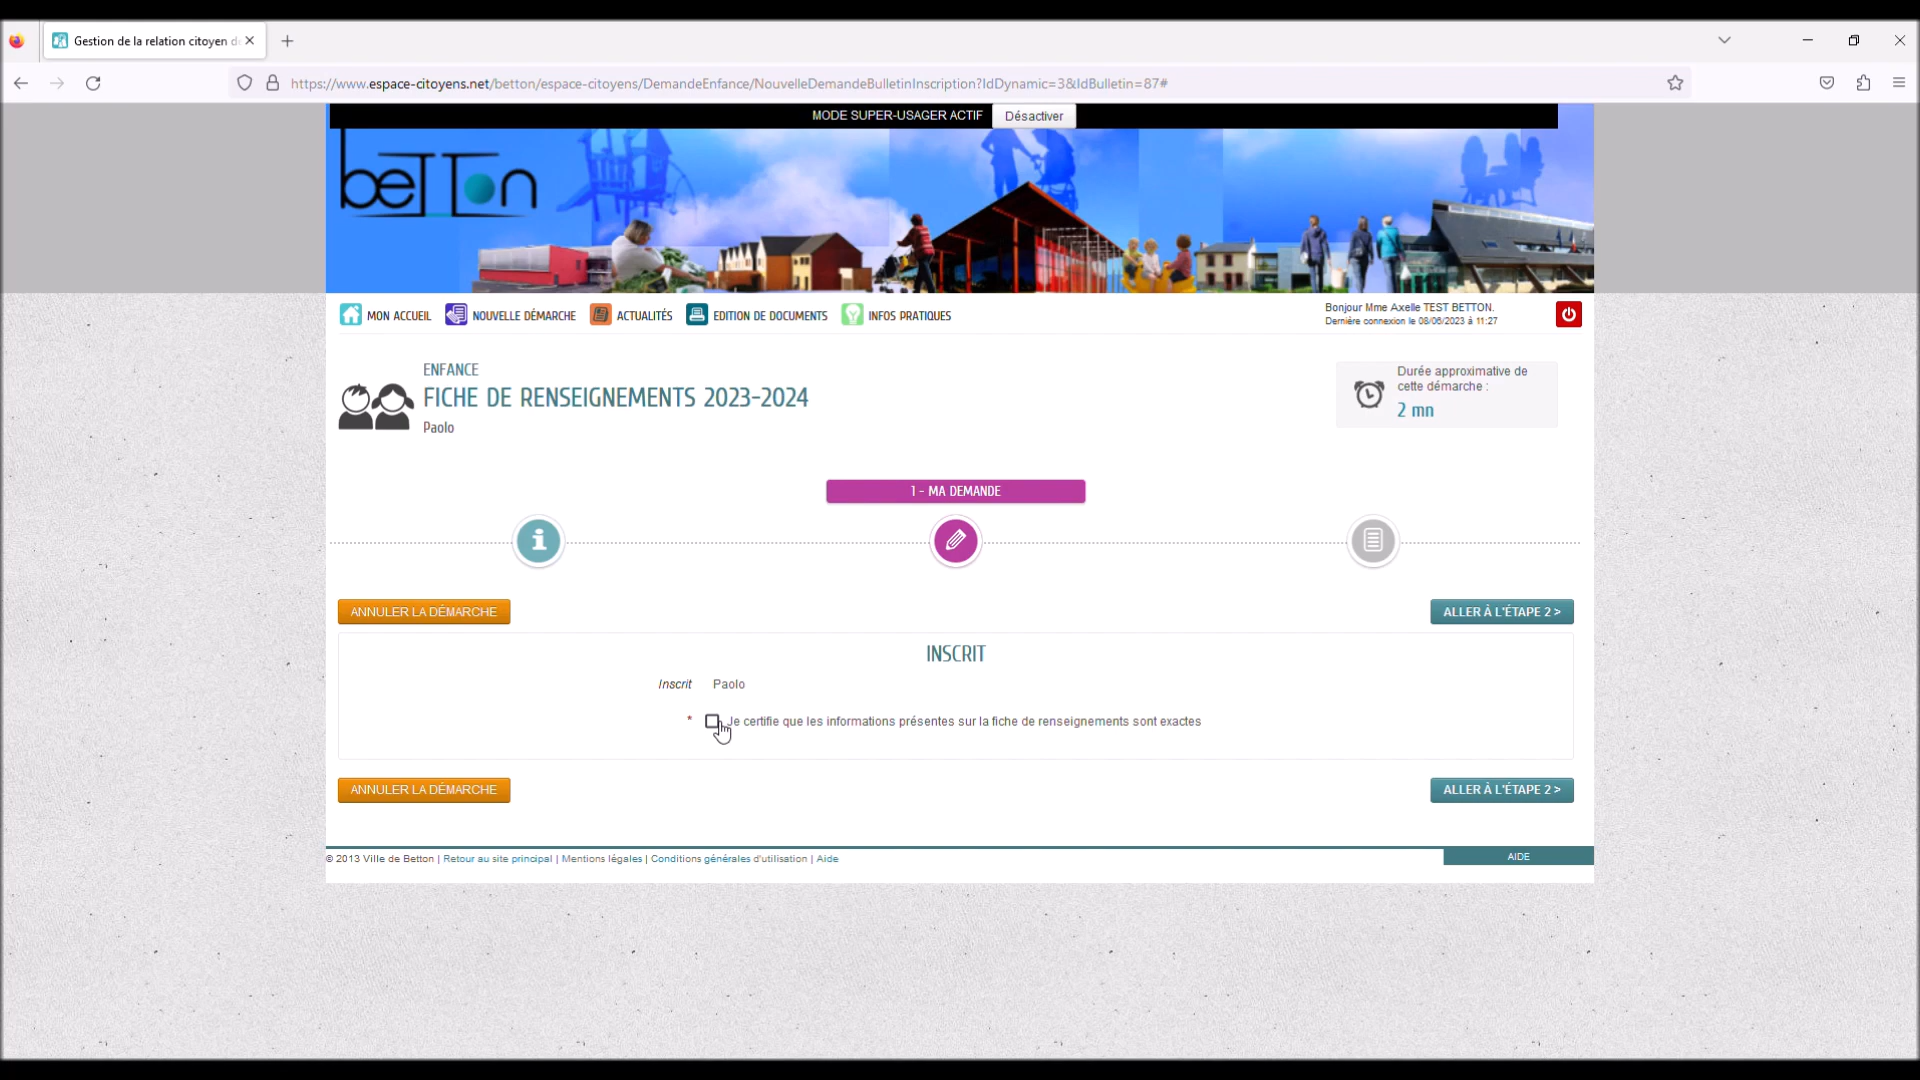 Gestion de la relation citoyen d
https://www.espace-citoyens.net/betton/espace-citoyens/DemandeEnfance/NouvelleDemandeBulletinInscription?IdDynamic=3&IdBulletin=87#
MODE SUPER-USAGER ACTIF Désactiver
betton
MON ACCUEIL NOUVELLE DÉMARCHE ACTUALITÉS EDITION DE DOCUMENTS INFOS PRATIQUES
Bonjour Mme Axelle TEST BETTON.
Dernière connexion le 08/06/2023 à 11:27
ENFANCE
FICHE DE RENSEIGNEMENTS 2023-2024
Paolo
Durée approximative de
cette démarche :
2 mn
1 - MA DEMANDE
ANNULER LA DÉMARCHE ALLER À L'ÉTAPE 2 >
INSCRIT
Inscrit Paolo
* Je certifie que les informations présentes sur la fiche de renseignements sont exactes
ANNULER LA DÉMARCHE ALLER À L'ÉTAPE 2 >
© 2013 Ville de Betton | Retour au site principal | Mentions légales | Conditions générales d'utilisation | Aide
AIDE